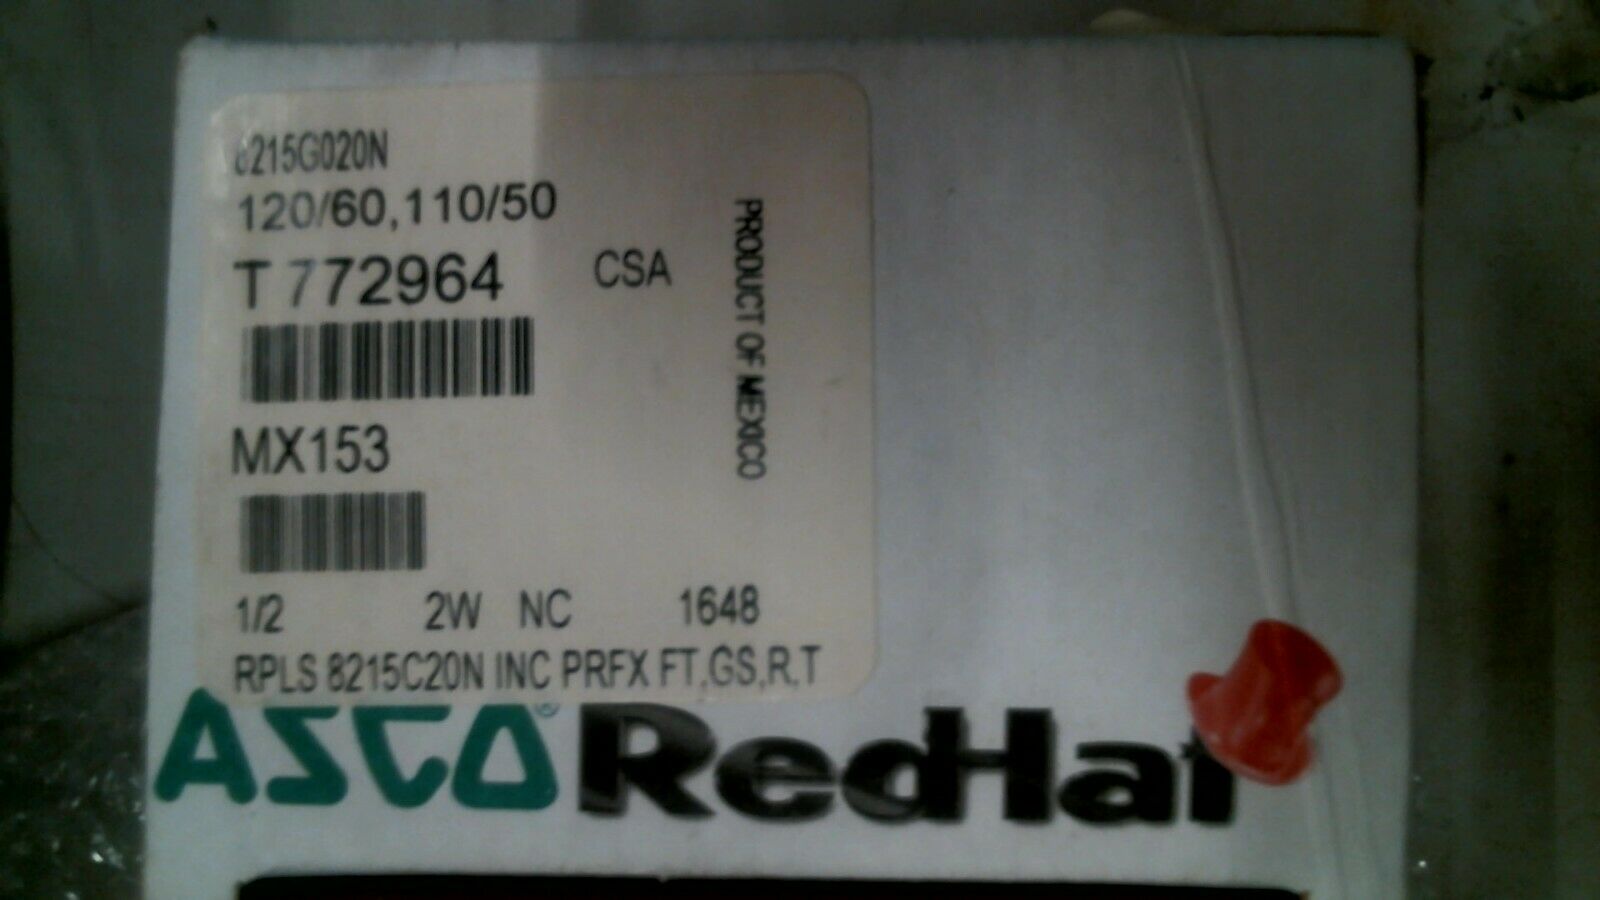 8215G020N
120/60,110/50
T 772964 CSA
PRODUCT OF MEXICO
MX153
1/2 2W NC 1648
RPLS 8215C20N INC PRFX FT,GS,R,T
ASCO® RedHat